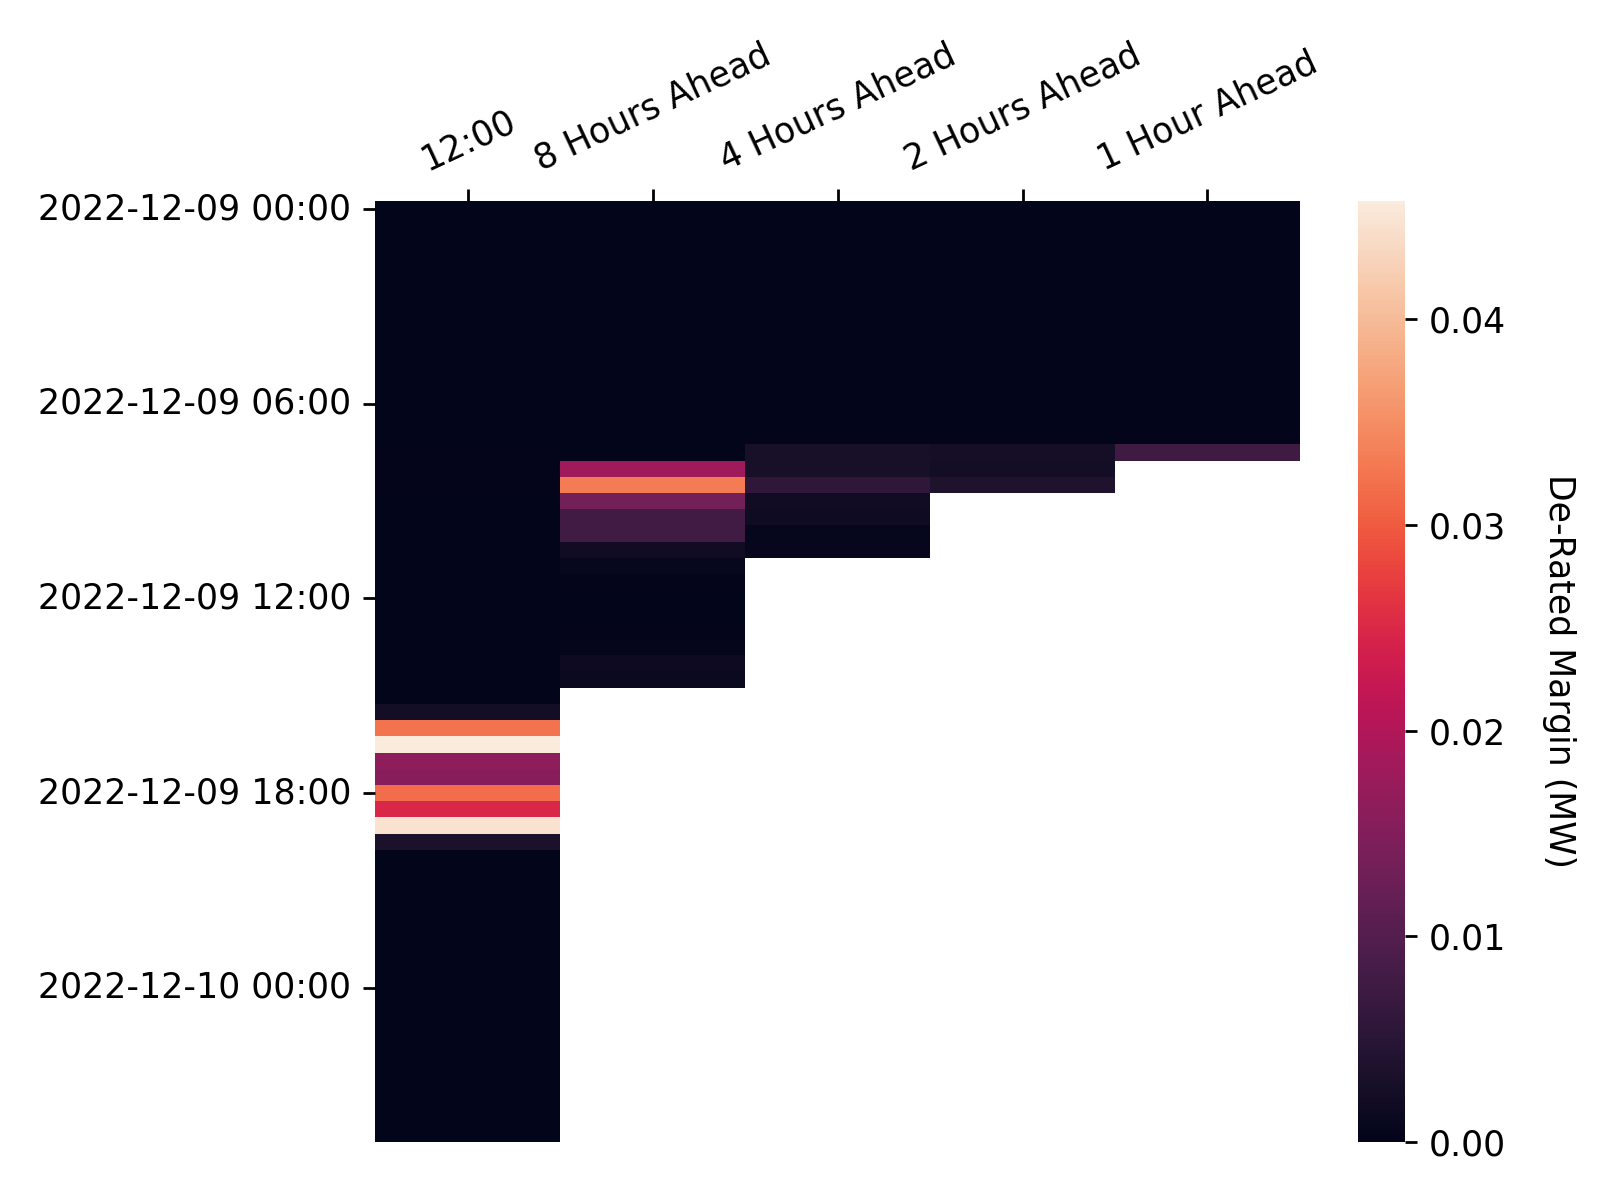 12:00
8 Hours Ahead
4 Hours Ahead
2 Hours Ahead
1 Hour Ahead
2022-12-09 00:00
2022-12-09 06:00
2022-12-09 12:00
2022-12-09 18:00
2022-12-10 00:00
0.04
0.03
0.02
0.01
0.00
De-Rated Margin (MW)